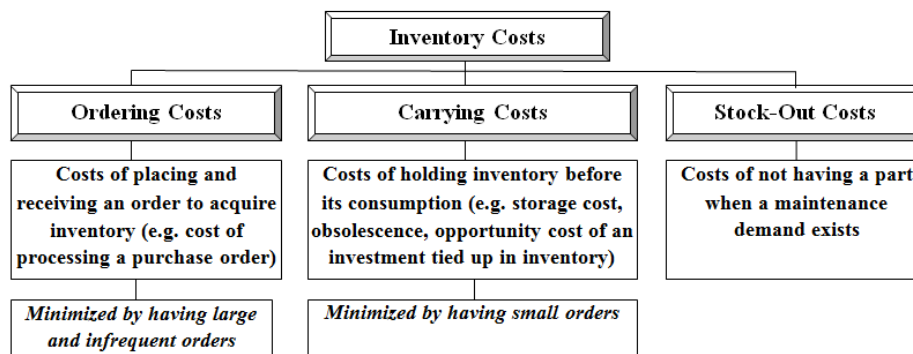 Inventory Costs
Ordering Costs
Carrying Costs
Stock-Out Costs
Costs of placing and
receiving an order to acquire
inventory (e.g. cost of
processing a purchase order)
Costs of holding inventory before
its consumption (e.g. storage cost,
obsolescence, opportunity cost of an
investment tied up in inventory)
Costs of not having a part
when a maintenance
demand exists
Minimized by having large
and infrequent orders
Minimized by having small orders